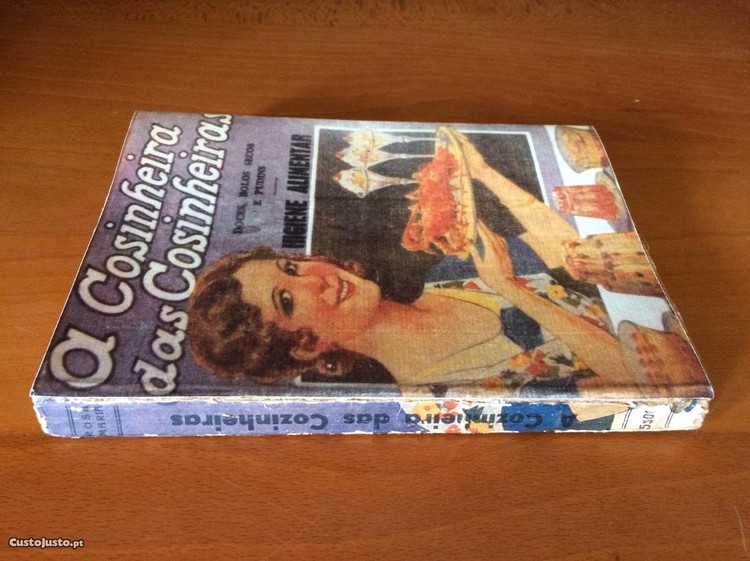 A Cosinheira
das Cosinheiras
DOCES, BOLOS SECOS
E PUDINS
HIGIENE ALIMENTAR
ROSA
MARIA
A Cozinheira das Cozinheiras
CustoJusto.pt